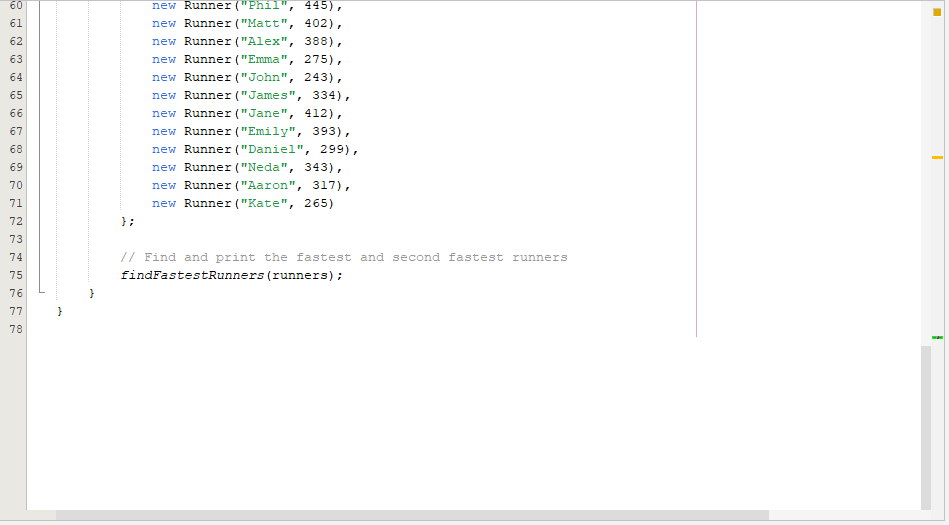 60 new Runner("Phil", 445),
61 new Runner("Matt", 402),
62 new Runner("Alex", 388),
63 new Runner("Emma", 275),
64 new Runner("John", 243),
65 new Runner("James", 334),
66 new Runner("Jane", 412),
67 new Runner("Emily", 393),
68 new Runner("Daniel", 299),
69 new Runner("Neda", 343),
70 new Runner("Aaron", 317),
71 new Runner("Kate", 265)
72 };
73
74 // Find and print the fastest and second fastest runners
75 findFastestRunners(runners);
76 }
77 }
78